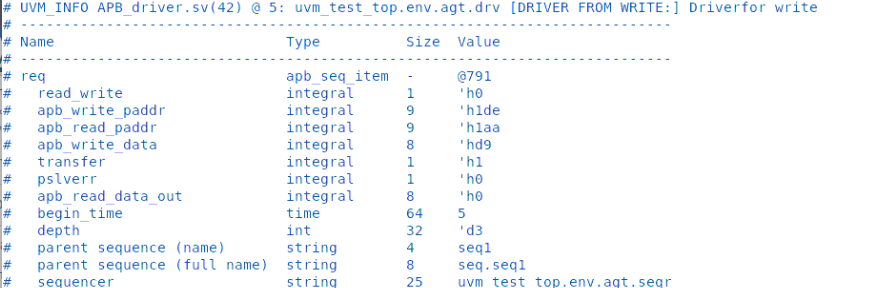 # UVM_INFO APB_driver.sv(42) @ 5: uvm_test_top.env.agt.drv [DRIVER FROM WRITE:] Driverfor write
# ---------------------------------------------------------------------------
# Name Type Size Value
# ---------------------------------------------------------------------------
# req apb_seq_item - @791
# read_write integral 1 'h0
# apb_write_paddr integral 9 'h1de
# apb_read_paddr integral 9 'h1aa
# apb_write_data integral 8 'hd9
# transfer integral 1 'h1
# pslverr integral 1 'h0
# apb_read_data_out integral 8 'h0
# begin_time time 64 5
# depth int 32 'd3
# parent sequence (name) string 4 seq1
# parent sequence (full name) string 8 seq.seq1
# sequencer string 25 uvm_test_top.env.agt.seqr